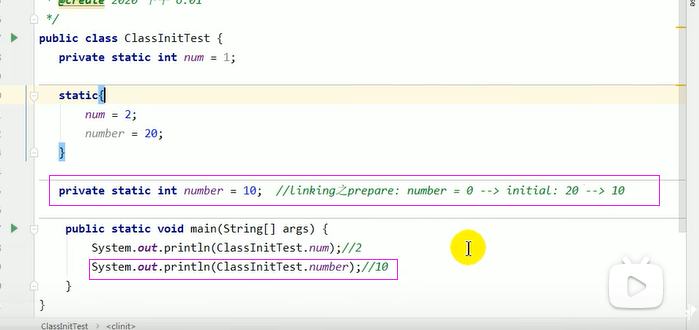 * @create 2020 下午 6:01
*/
public class ClassInitTest {
private static int num = 1;
static{
num = 2;
number = 20;
}
private static int number = 10; //linking之prepare: number = 0 --> initial: 20 --> 10
public static void main(String[] args) {
System.out.println(ClassInitTest.num);//2
System.out.println(ClassInitTest.number);//10
}
}
ClassInitTest > <clinit>